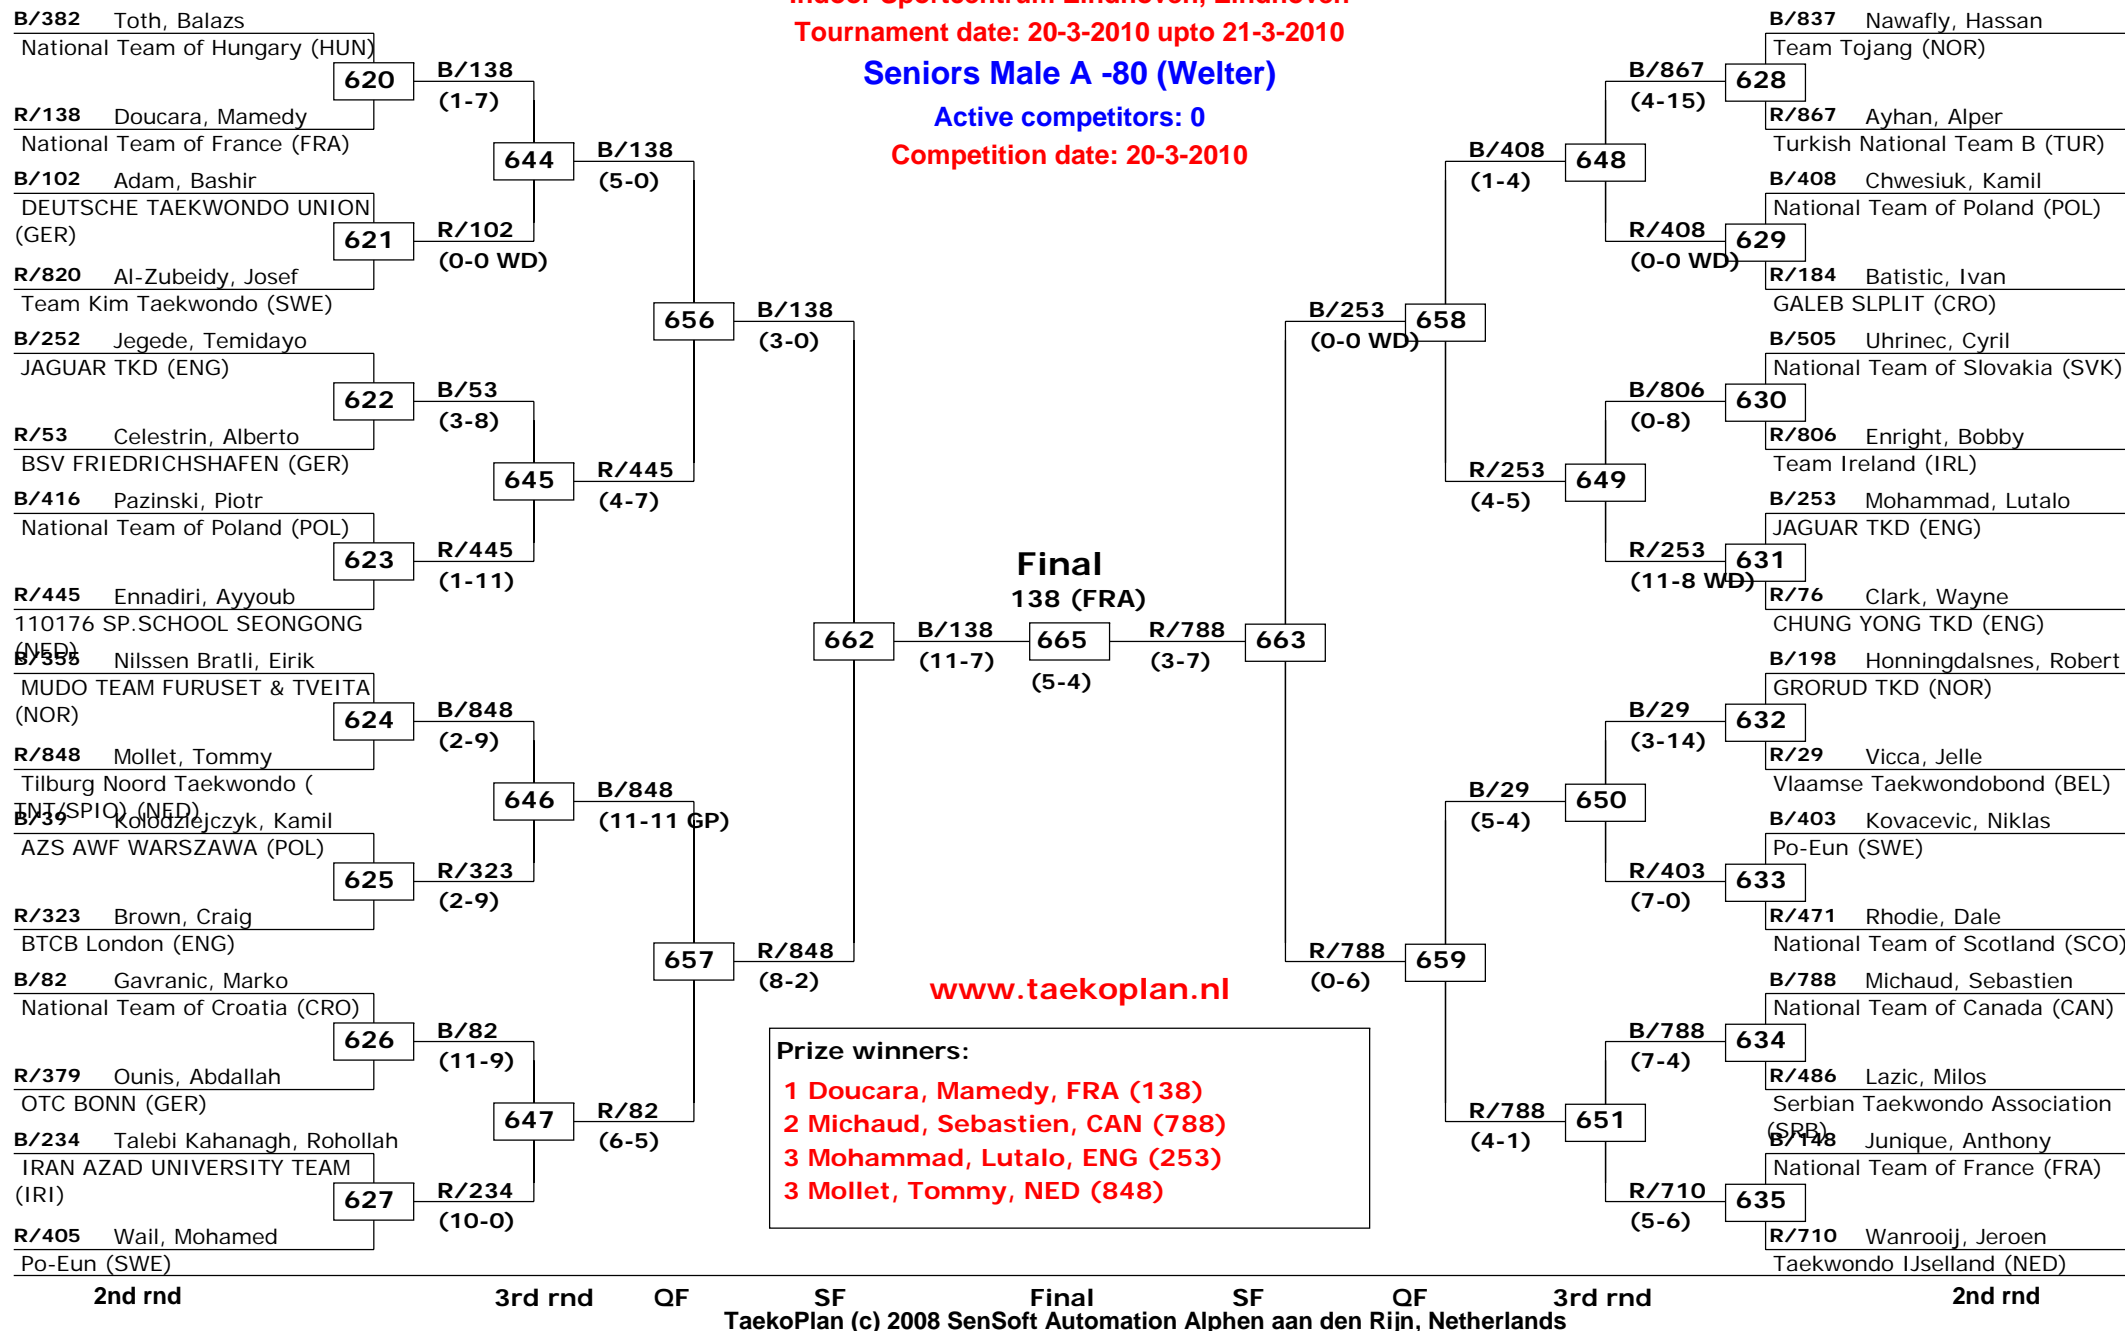 Indoor Sportcentrum Eindhoven, Eindhoven
Tournament date: 20-3-2010 upto 21-3-2010
Seniors Male A -80 (Welter)
Active competitors: 0
Competition date: 20-3-2010
B/382 Toth, Balazs
National Team of Hungary (HUN)
620
R/138 Doucara, Mamedy
National Team of France (FRA)
B/102 Adam, Bashir
DEUTSCHE TAEKWONDO UNION
(GER)
621
R/820 Al-Zubeidy, Josef
Team Kim Taekwondo (SWE)
B/252 Jegede, Temidayo
JAGUAR TKD (ENG)
622
R/53 Celestrin, Alberto
BSV FRIEDRICHSHAFEN (GER)
B/416 Pazinski, Piotr
National Team of Poland (POL)
623
R/445 Ennadiri, Ayyoub
110176 SP.SCHOOL SEONGONG
(NED)
B/355 Nilssen Bratli, Eirik
MUDO TEAM FURUSET & TVEITA
(NOR)
624
R/848 Mollet, Tommy
Tilburg Noord Taekwondo (
TNT/SPIO) (NED)
B/39 Kolodziejczyk, Kamil
AZS AWF WARSZAWA (POL)
625
R/323 Brown, Craig
BTCB London (ENG)
B/82 Gavranic, Marko
National Team of Croatia (CRO)
626
R/379 Ounis, Abdallah
OTC BONN (GER)
B/234 Talebi Kahanagh, Rohollah
IRAN AZAD UNIVERSITY TEAM
(IRI)
627
R/405 Wail, Mohamed
Po-Eun (SWE)
B/138
(1-7)
644
R/102
(0-0 WD)
B/53
(3-8)
645
R/445
(1-11)
B/848
(2-9)
646
R/323
(2-9)
B/82
(11-9)
647
R/234
(10-0)
B/138
(5-0)
656
R/445
(4-7)
B/848
(11-11 GP)
657
R/82
(6-5)
B/138
(3-0)
662
R/848
(8-2)
B/138
(11-7)
Final
138 (FRA)
665
(5-4)
R/788
(3-7)
B/253
(0-0 WD)
663
R/788
(0-6)
B/408
(1-4)
658
R/253
(4-5)
B/29
(5-4)
659
R/788
(4-1)
B/867
(4-15)
648
R/408
(0-0 WD)
B/806
(0-8)
649
R/253
(11-8 WD)
B/29
(3-14)
650
R/403
(7-0)
B/788
(7-4)
651
R/710
(5-6)
B/837 Nawafly, Hassan
Team Tojang (NOR)
628
R/867 Ayhan, Alper
Turkish National Team B (TUR)
B/408 Chwesiuk, Kamil
National Team of Poland (POL)
629
R/184 Batistic, Ivan
GALEB SLPLIT (CRO)
B/505 Uhrinec, Cyril
National Team of Slovakia (SVK)
630
R/806 Enright, Bobby
Team Ireland (IRL)
B/253 Mohammad, Lutalo
JAGUAR TKD (ENG)
631
R/76 Clark, Wayne
CHUNG YONG TKD (ENG)
B/198 Honningdalsnes, Robert
GRORUD TKD (NOR)
632
R/29 Vicca, Jelle
Vlaamse Taekwondobond (BEL)
B/403 Kovacevic, Niklas
Po-Eun (SWE)
633
R/471 Rhodie, Dale
National Team of Scotland (SCO)
B/788 Michaud, Sebastien
National Team of Canada (CAN)
634
R/486 Lazic, Milos
Serbian Taekwondo Association
(SRB)
B/148 Junique, Anthony
National Team of France (FRA)
635
R/710 Wanrooij, Jeroen
Taekwondo IJselland (NED)
www.taekoplan.nl
Prize winners:
1 Doucara, Mamedy, FRA (138)
2 Michaud, Sebastien, CAN (788)
3 Mohammad, Lutalo, ENG (253)
3 Mollet, Tommy, NED (848)
2nd rnd 3rd rnd QF SF Final SF QF 3rd rnd 2nd rnd
TaekoPlan (c) 2008 SenSoft Automation Alphen aan den Rijn, Netherlands